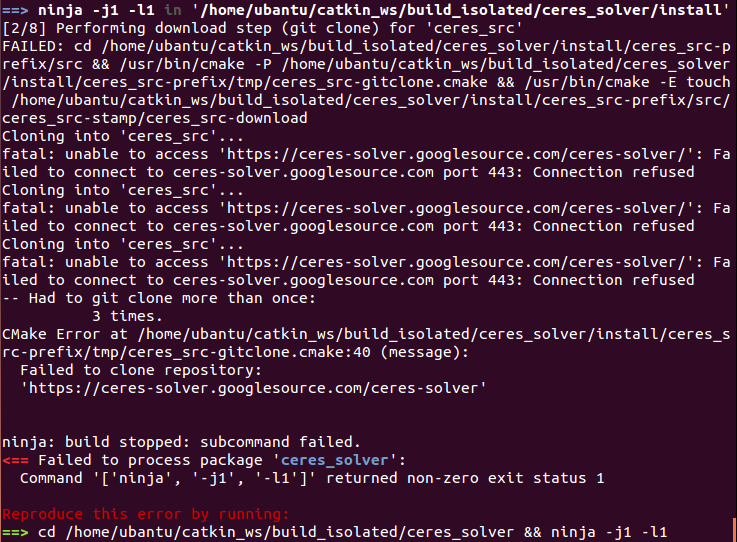 ==> ninja -j1 -l1 in '/home/ubantu/catkin_ws/build_isolated/ceres_solver/install'
[2/8] Performing download step (git clone) for 'ceres_src'
FAILED: cd /home/ubantu/catkin_ws/build_isolated/ceres_solver/install/ceres_src-p
refix/src && /usr/bin/cmake -P /home/ubantu/catkin_ws/build_isolated/ceres_solver
/install/ceres_src-prefix/tmp/ceres_src-gitclone.cmake && /usr/bin/cmake -E touch
 /home/ubantu/catkin_ws/build_isolated/ceres_solver/install/ceres_src-prefix/src/
ceres_src-stamp/ceres_src-download
Cloning into 'ceres_src'...
fatal: unable to access 'https://ceres-solver.googlesource.com/ceres-solver/': Fa
iled to connect to ceres-solver.googlesource.com port 443: Connection refused
Cloning into 'ceres_src'...
fatal: unable to access 'https://ceres-solver.googlesource.com/ceres-solver/': Fa
iled to connect to ceres-solver.googlesource.com port 443: Connection refused
Cloning into 'ceres_src'...
fatal: unable to access 'https://ceres-solver.googlesource.com/ceres-solver/': Fa
iled to connect to ceres-solver.googlesource.com port 443: Connection refused
-- Had to git clone more than once:
          3 times.
CMake Error at /home/ubantu/catkin_ws/build_isolated/ceres_solver/install/ceres_s
rc-prefix/tmp/ceres_src-gitclone.cmake:40 (message):
  Failed to clone repository:
  'https://ceres-solver.googlesource.com/ceres-solver'
ninja: build stopped: subcommand failed.
<== Failed to process package 'ceres_solver':
  Command '['ninja', '-j1', '-l1']' returned non-zero exit status 1
Reproduce this error by running:
==> cd /home/ubantu/catkin_ws/build_isolated/ceres_solver && ninja -j1 -l1